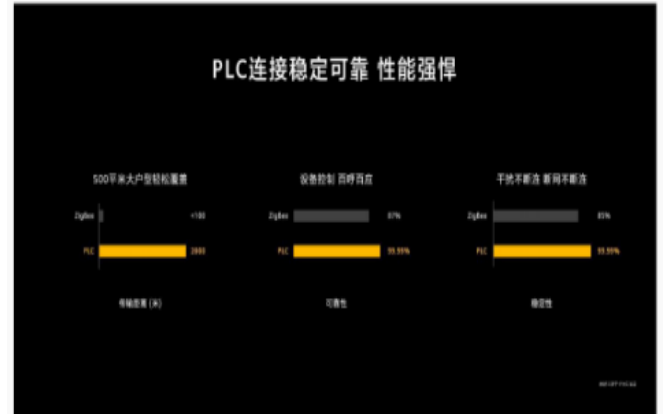 PLC连接稳定可靠 性能强悍
500平米大户型轻松覆盖
ZigBee <100
PLC 2000
传输距离 (米)
设备控制 百呼百应
ZigBee 87%
PLC 99.99%
可靠性
干扰不断连 断网不断连
ZigBee 85%
PLC 99.99%
稳定性